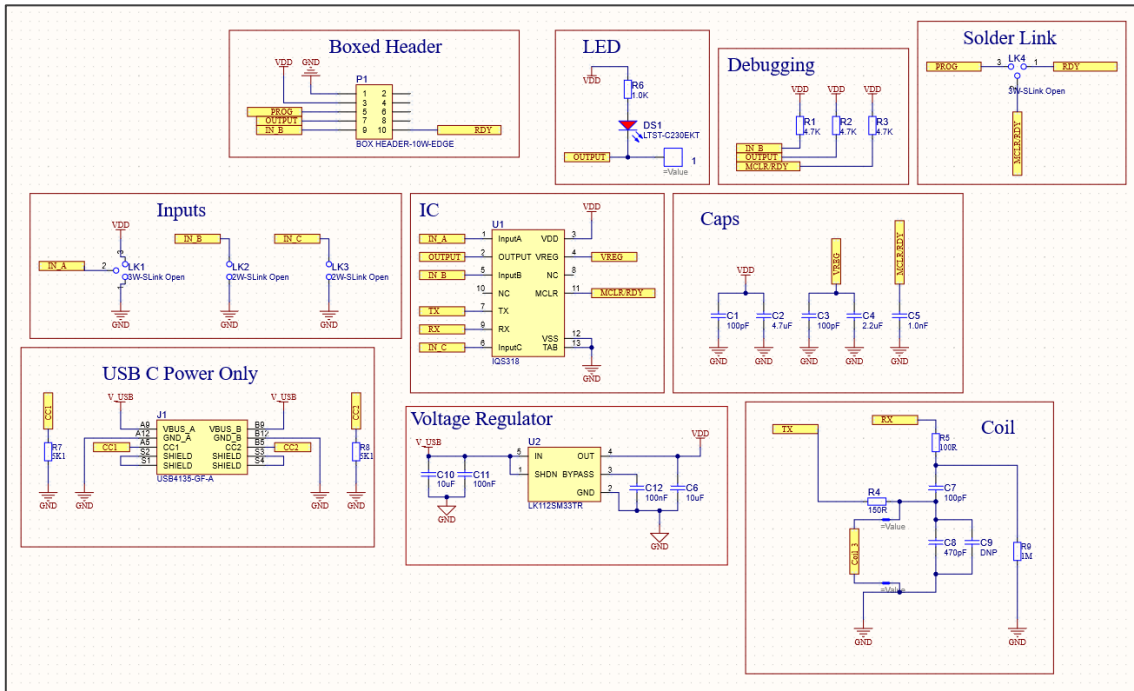 Boxed Header
VDD
GND
P1
1 2
3 4
PROG 5 6
OUTPUT 7 8
IN_B 9 10 RDY
BOX HEADER-10W-EDGE
LED
VDD
R6
1.0K
DS1
LTST-C230EKT
OUTPUT
1
=Value
Debugging
VDD VDD VDD
R1 R2 R3
4.7K 4.7K 4.7K
IN_B
OUTPUT
MCLR/RDY
Solder Link
LK4
PROG 3 1 RDY
2
3W-SLink Open
MCLR/RDY
Inputs
VDD
IN_B IN_C
3
IN_A 2 LK1 LK2 LK3
3W-SLink Open 2W-SLink Open 2W-SLink Open
1
GND GND GND
IC
VDD
U1
IN_A 1 InputA VDD 3
OUTPUT 2 OUTPUT VREG 4 VREG
IN_B 5 InputB NC 8
10 NC MCLR 11 MCLR/RDY
TX 7 TX
RX 9 RX VSS 12
IN_C 6 InputC TAB 13
IQS318
GND
Caps
VDD VREG MCLR/RDY
C1 C2 C3 C4 C5
100pF 4.7uF 100pF 2.2uF 1.0nF
GND GND GND GND GND
USB C Power Only
V_USB V_USB
CC1 J1 CC2
A9 VBUS_A VBUS_B B9
A12 GND_A GND_B B12
CC1 A5 CC1 CC2 B5 CC2
S2 SHIELD SHIELD S3
S1 SHIELD SHIELD S4
USB4135-GF-A
R7 R8
5K1 5K1
GND GND GND GND
Voltage Regulator
V_USB U2 VDD
5 IN OUT 4
1 SHDN BYPASS 3
GND 2
LK112SM33TR
C10 C11 C12 C6
10uF 100nF 100nF 10uF
GND GND
Coil
TX RX
R5
100R
C7
100pF
R4
150R
=Value
Coil_3
C8 C9
470pF DNP
R9
1M
=Value
GND GND